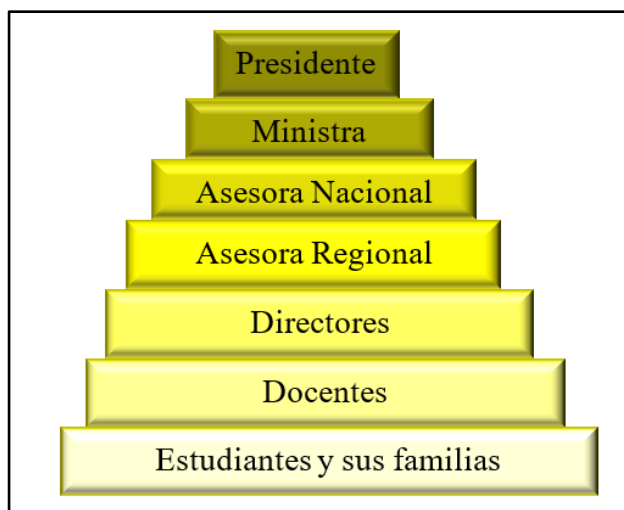 Presidente
Ministra
Asesora Nacional
Asesora Regional
Directores
Docentes
Estudiantes y sus familias